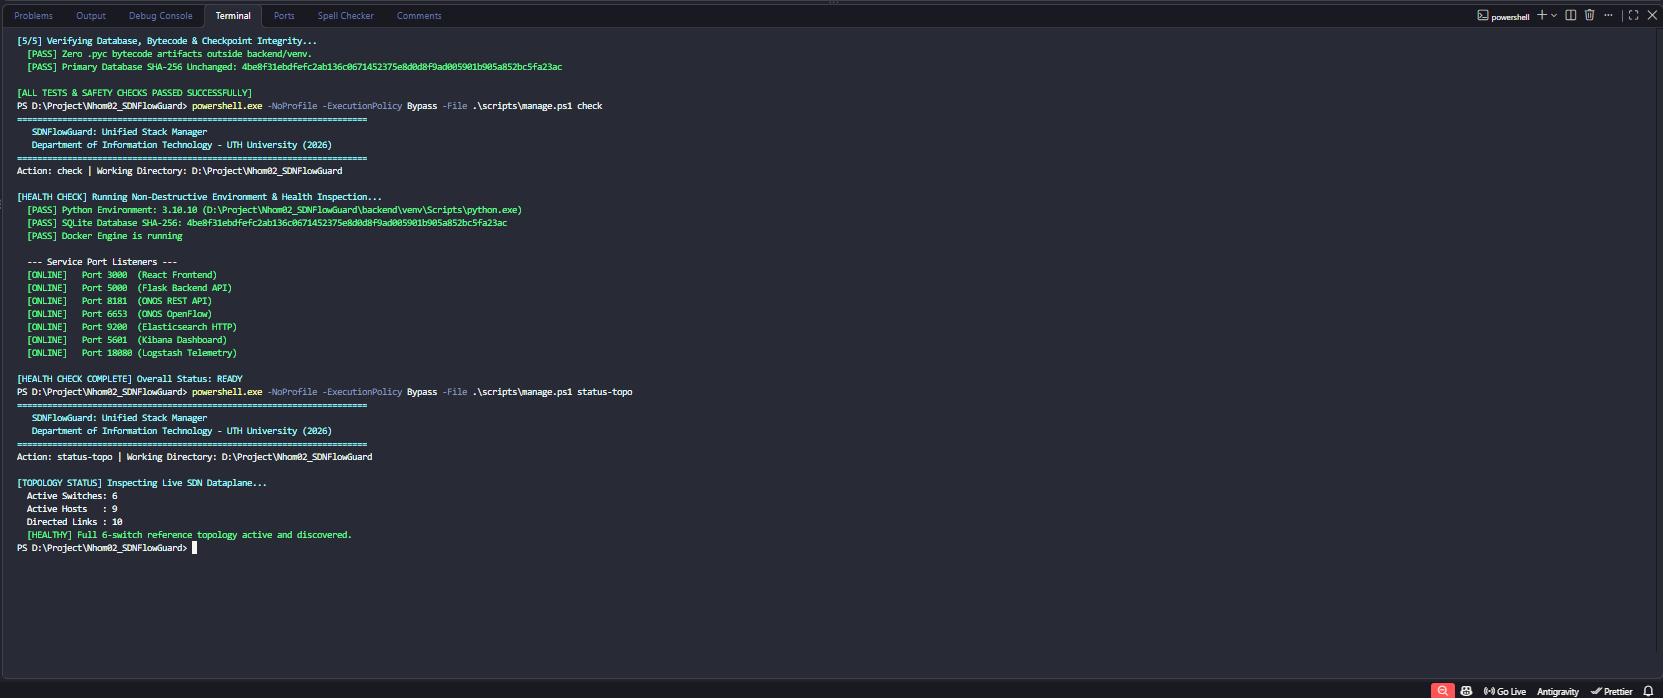 Problems Output Debug Console Terminal Ports Spell Checker Comments powershell
[5/5] Verifying Database, Bytecode & Checkpoint Integrity...
[PASS] Zero .pyc bytecode artifacts outside backend/venv.
[PASS] Primary Database SHA-256 Unchanged: 4be8f31ebdfefc2ab136c0671452375e8d0d8f9ad005901b905a852bc5fa23ac
[ALL TESTS & SAFETY CHECKS PASSED SUCCESSFULLY]
PS D:\Project\Nhom02_SDNFlowGuard> powershell.exe -NoProfile -ExecutionPolicy Bypass -File .\scripts\manage.ps1 check
======================================================================
SDNFlowGuard: Unified Stack Manager
Department of Information Technology - UTH University (2026)
======================================================================
Action: check | Working Directory: D:\Project\Nhom02_SDNFlowGuard
[HEALTH CHECK] Running Non-Destructive Environment & Health Inspection...
[PASS] Python Environment: 3.10.10 (D:\Project\Nhom02_SDNFlowGuard\backend\venv\Scripts\python.exe)
[PASS] SQLite Database SHA-256: 4be8f31ebdfefc2ab136c0671452375e8d0d8f9ad005901b905a852bc5fa23ac
[PASS] Docker Engine is running
--- Service Port Listeners ---
[ONLINE] Port 3000 (React Frontend)
[ONLINE] Port 5000 (Flask Backend API)
[ONLINE] Port 8181 (ONOS REST API)
[ONLINE] Port 6653 (ONOS OpenFlow)
[ONLINE] Port 9200 (Elasticsearch HTTP)
[ONLINE] Port 5601 (Kibana Dashboard)
[ONLINE] Port 18080 (Logstash Telemetry)
[HEALTH CHECK COMPLETE] Overall Status: READY
PS D:\Project\Nhom02_SDNFlowGuard> powershell.exe -NoProfile -ExecutionPolicy Bypass -File .\scripts\manage.ps1 status-topo
======================================================================
SDNFlowGuard: Unified Stack Manager
Department of Information Technology - UTH University (2026)
======================================================================
Action: status-topo | Working Directory: D:\Project\Nhom02_SDNFlowGuard
[TOPOLOGY STATUS] Inspecting Live SDN Dataplane...
Active Switches: 6
Active Hosts : 9
Directed Links : 10
[HEALTHY] Full 6-switch reference topology active and discovered.
PS D:\Project\Nhom02_SDNFlowGuard>
Go Live Antigravity Prettier